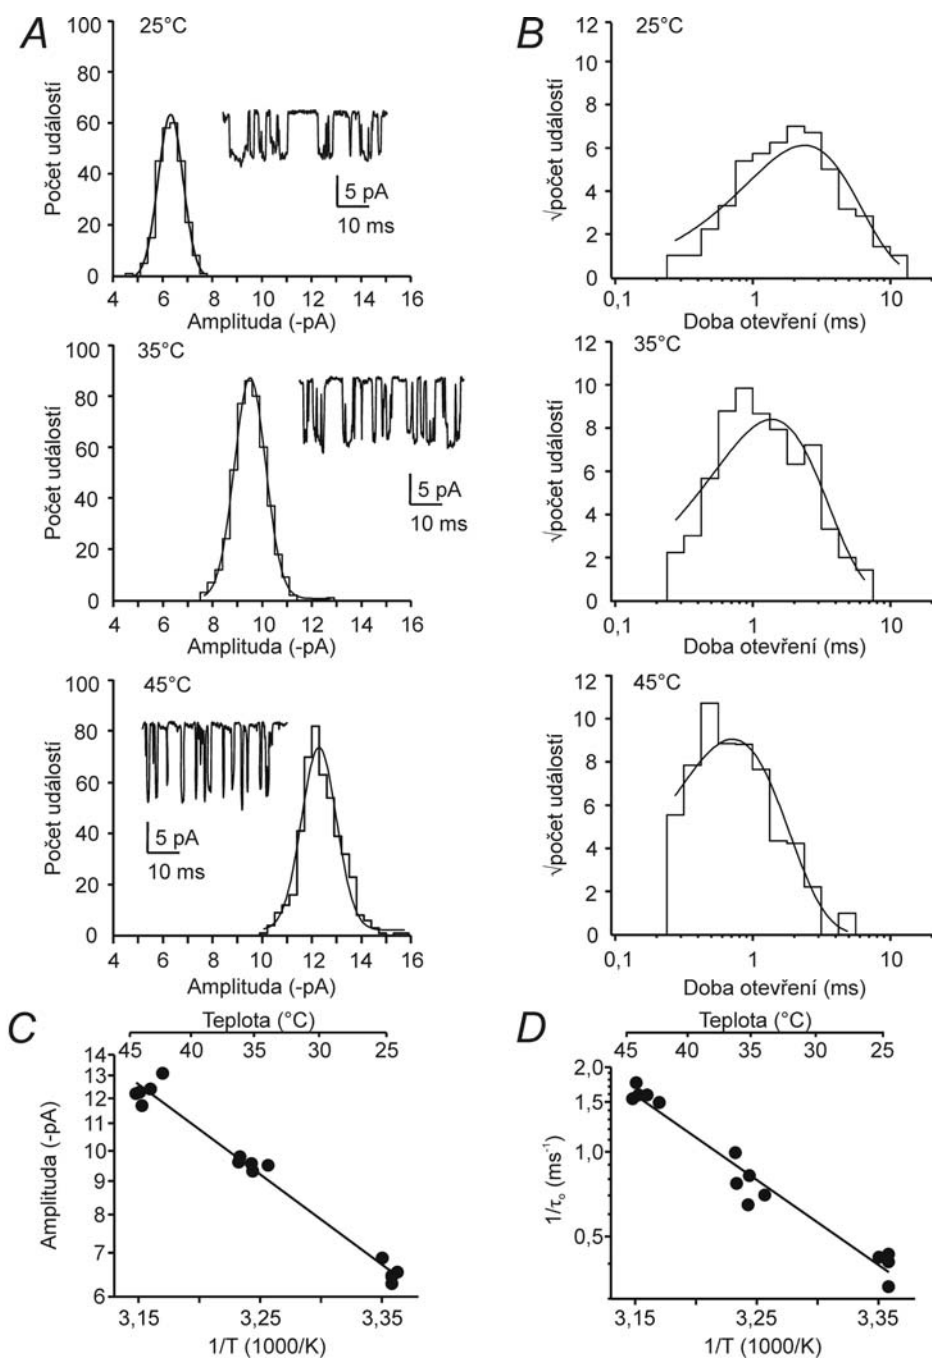 A
B
25°C
25°C
100
80
60
40
20
0
Počet událostí
5 pA
10 ms
4 6 8 10 12 14 16
Amplituda (-pA)
12
10
8
6
4
2
0
√počet událostí
0,1 1 10
Doba otevření (ms)
35°C
35°C
100
80
60
40
20
0
Počet událostí
5 pA
10 ms
4 6 8 10 12 14 16
Amplituda (-pA)
12
10
8
6
4
2
0
√počet událostí
0,1 1 10
Doba otevření (ms)
45°C
45°C
100
80
60
40
20
0
Počet událostí
5 pA
10 ms
4 6 8 10 12 14 16
Amplituda (-pA)
12
10
8
6
4
2
0
√počet událostí
0,1 1 10
Doba otevření (ms)
C
Teplota (°C)
45 40 35 30 25
14
13
12
11
10
9
8
7
6
Amplituda (-pA)
3,15 3,25 3,35
1/T (1000/K)
D
Teplota (°C)
45 40 35 30 25
2,0
1,5
1,0
0,5
1/τₒ (ms⁻¹)
3,15 3,25 3,35
1/T (1000/K)